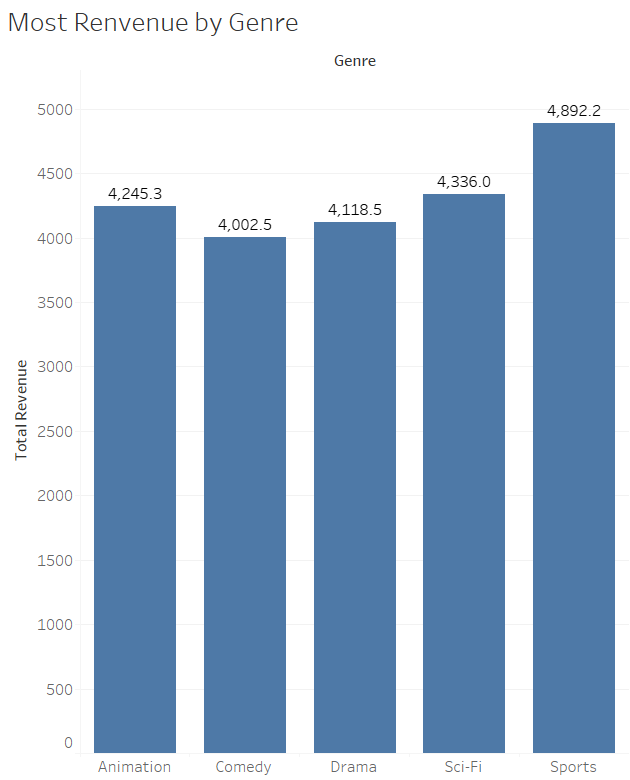 Most Renvenue by Genre
Genre
Total Revenue
5000
4500
4000
3500
3000
2500
2000
1500
1000
500
0
4,245.3
4,002.5
4,118.5
4,336.0
4,892.2
Animation
Comedy
Drama
Sci-Fi
Sports